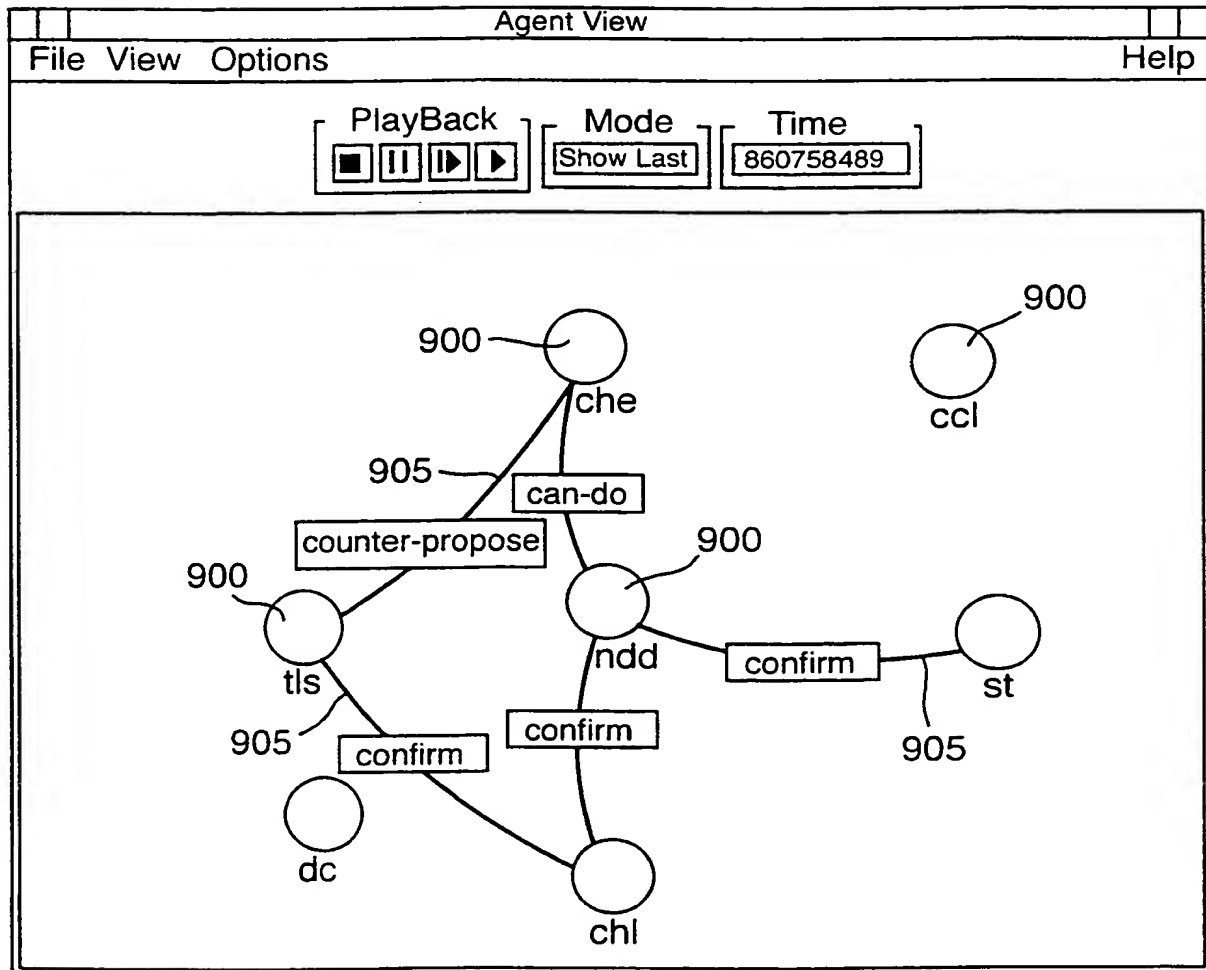 Agent View
File View Options Help
PlayBack Mode Time
Show Last 860758489
900
900
che
ccl
905
can-do
counter-propose
900
900
tls
ndd
confirm
st
905
confirm
confirm
905
dc
chl